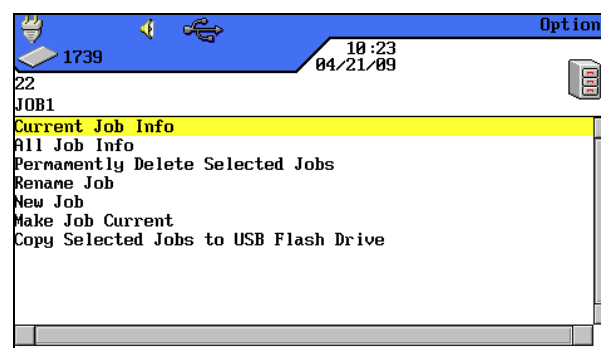 Option
1739
10:23
04/21/09
22
JOB1
Current Job Info
All Job Info
Permamently Delete Selected Jobs
Rename Job
New Job
Make Job Current
Copy Selected Jobs to USB Flash Drive